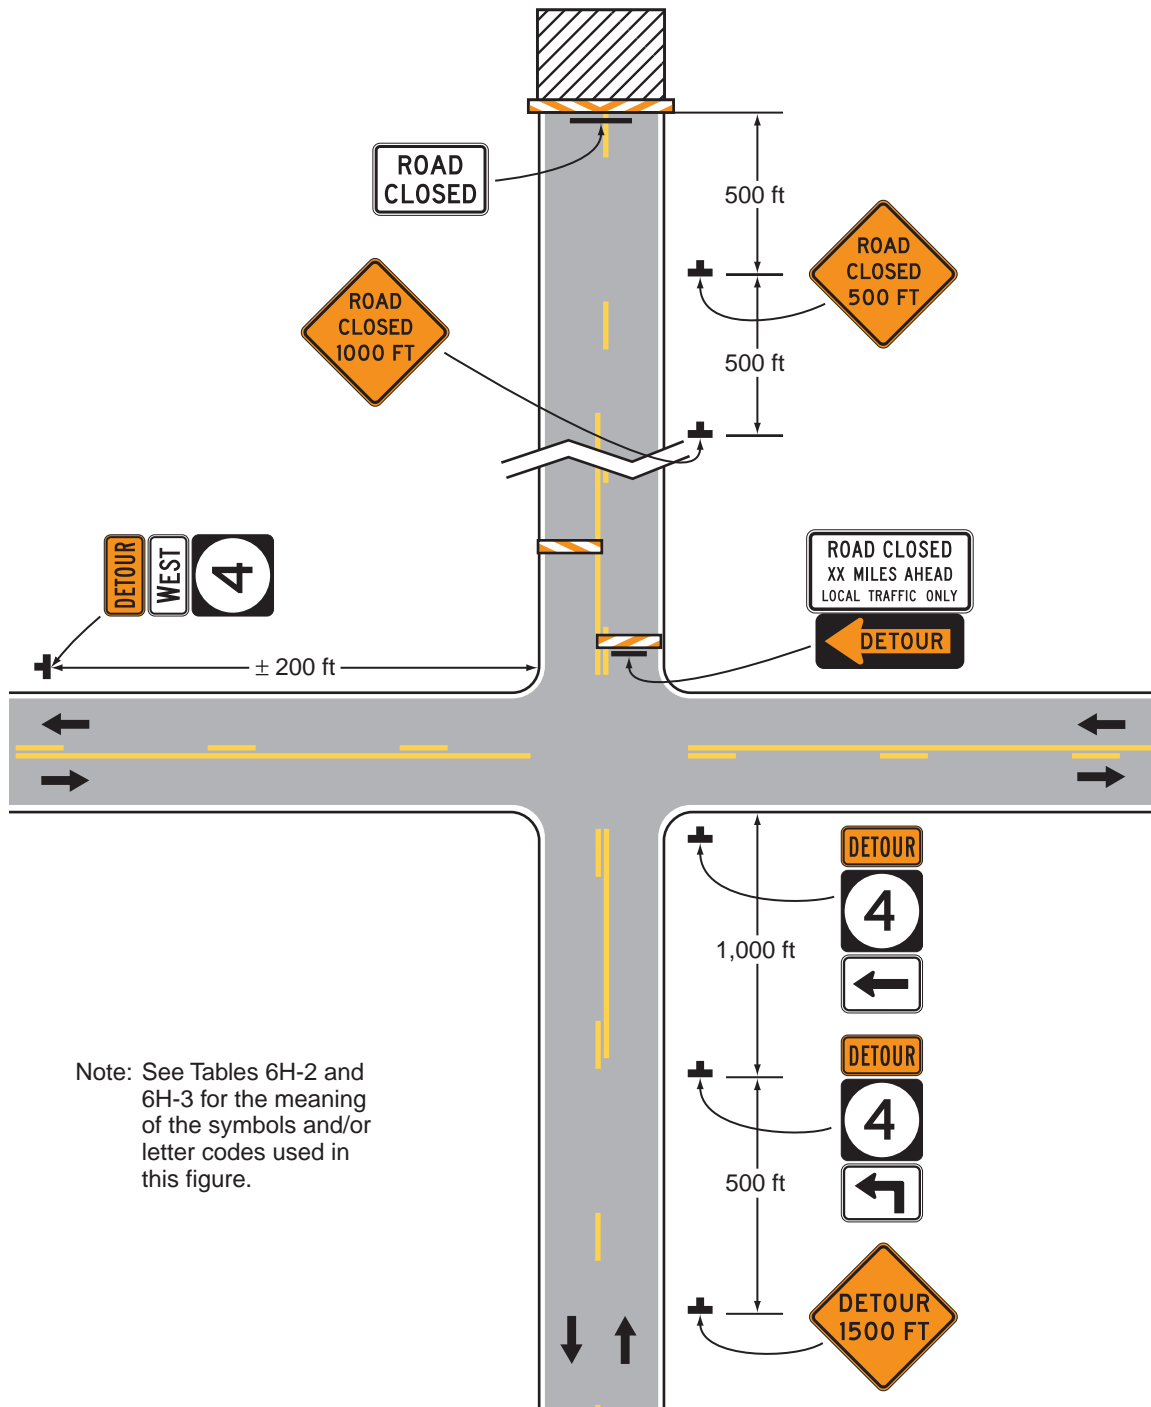 ROAD
CLOSED
500 ft
ROAD
CLOSED
500 FT
ROAD
CLOSED
1000 FT
500 ft
DETOUR
WEST
4
ROAD CLOSED
XX MILES AHEAD
LOCAL TRAFFIC ONLY
DETOUR
± 200 ft
DETOUR
4
1,000 ft
DETOUR
4
Note: See Tables 6H-2 and
6H-3 for the meaning
of the symbols and/or
letter codes used in
this figure.
500 ft
DETOUR
1500 FT